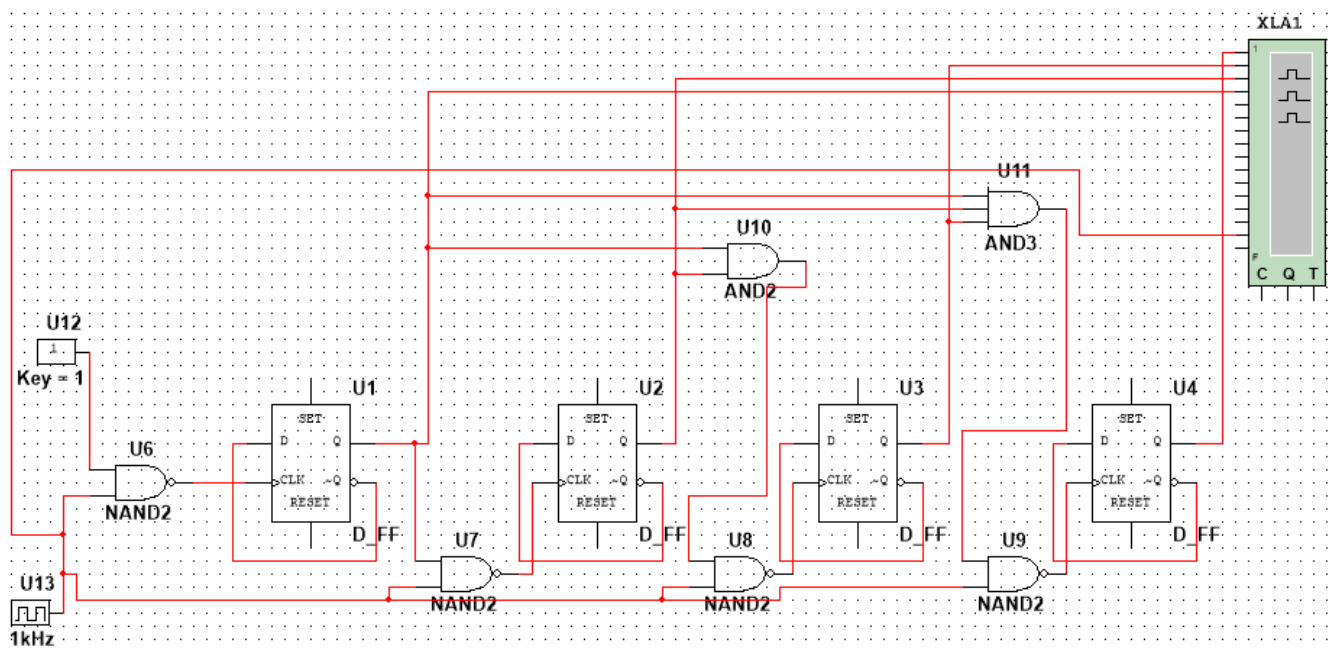 XLA1
1
F
C Q T
U11
AND3
U10
AND2
U12
1
Key = 1
U6
NAND2
U1
SET
D Q
CLK ~Q
RESET
D_FF
U2
SET
D Q
CLK ~Q
RESET
D_FF
U3
SET
D Q
CLK ~Q
RESET
D_FF
U4
SET
D Q
CLK ~Q
RESET
D_FF
U7
NAND2
U8
NAND2
U9
NAND2
U13
1kHz